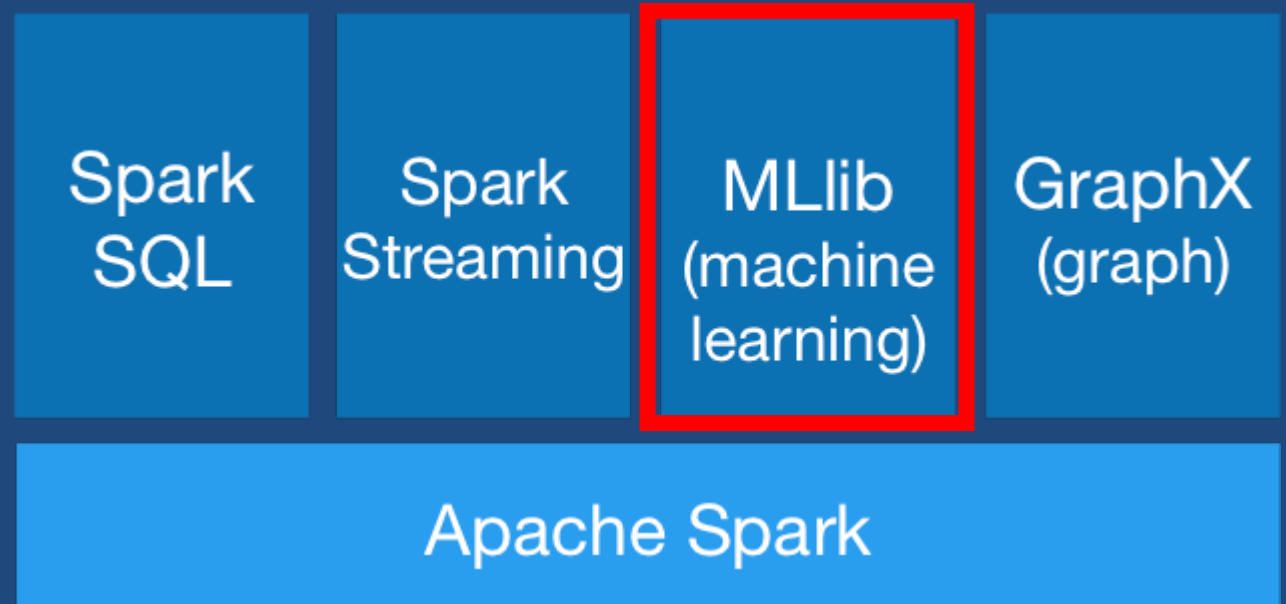 Spark
SQL
Spark
Streaming
MLlib
(machine
learning)
GraphX
(graph)
Apache Spark